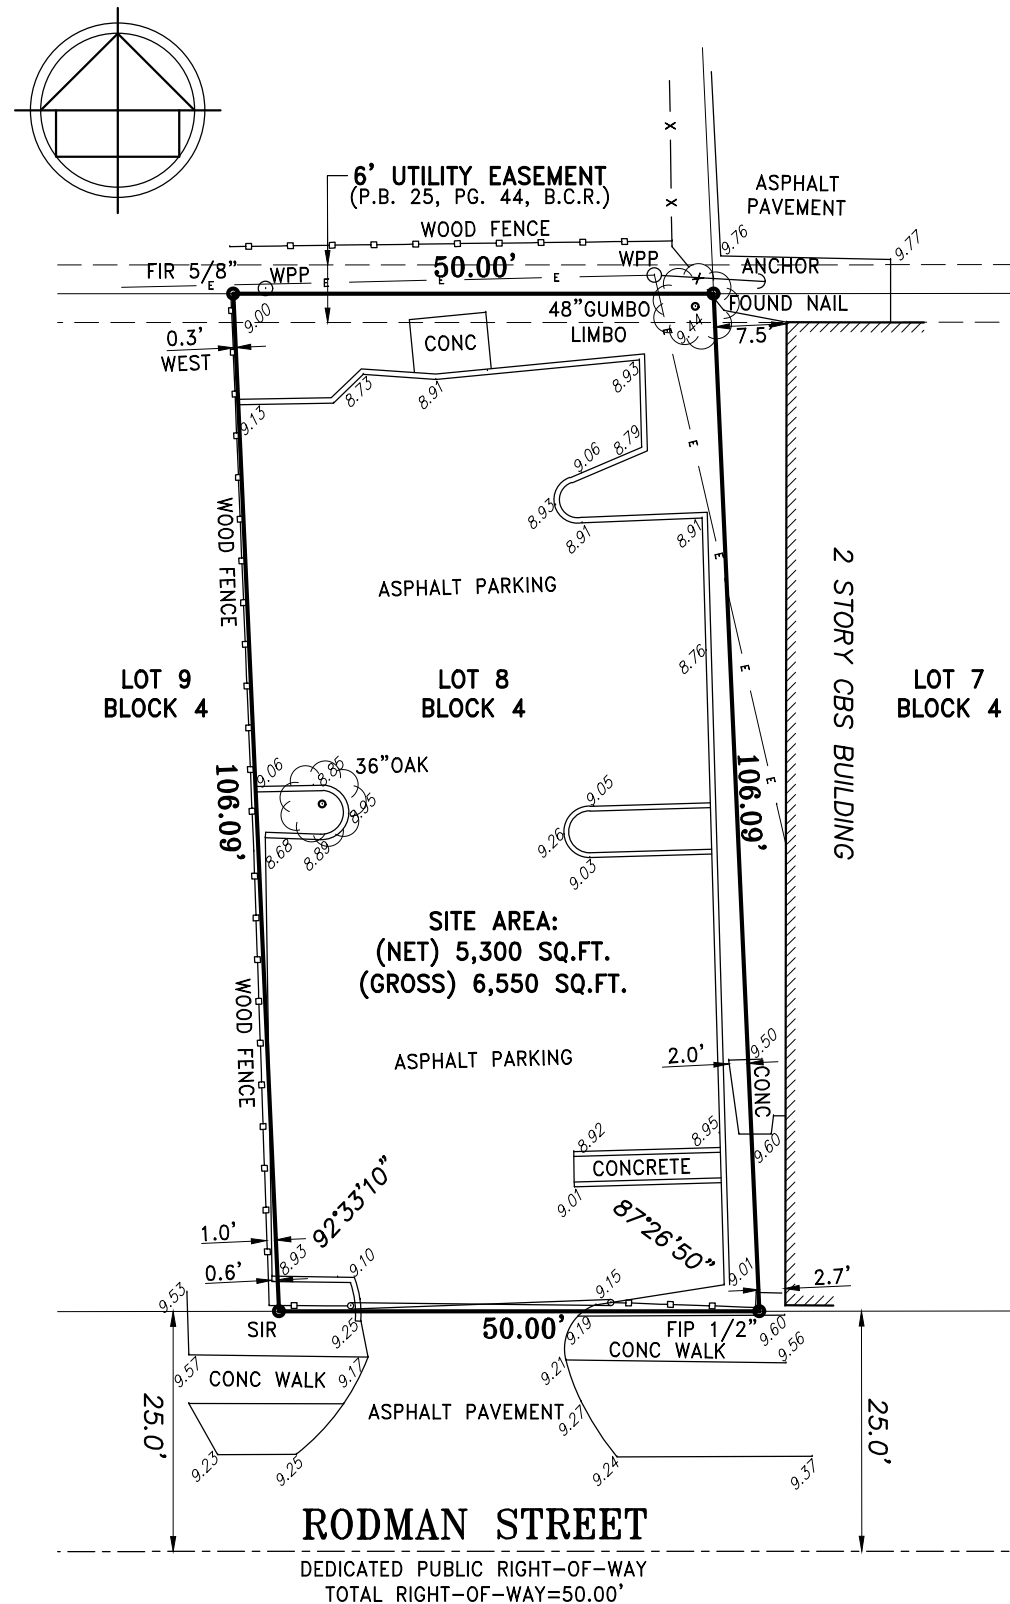 6' UTILITY EASEMENT
(P.B. 25, PG. 44, B.C.R.)
ASPHALT
PAVEMENT
X
X
WOOD FENCE
9.76
9.77
FIR 5/8"
WPP
50.00'
WPP
ANCHOR
E
E
E
E
9.00
48"GUMBO
LIMBO
9.44
FOUND NAIL
7.5'
0.3'
WEST
CONC
E
8.73
8.91
8.93
9.13
8.79
9.06
E
8.93
8.91
8.91
WOOD FENCE
E
ASPHALT PARKING
2 STORY CBS BUILDING
8.76
E
LOT 9
BLOCK 4
LOT 8
BLOCK 4
LOT 7
BLOCK 4
106.09'
9.06
8.85
36"OAK
8.95
8.68
8.89
9.05
9.26
9.03
106.09'
E
SITE AREA:
(NET) 5,300 SQ.FT.
(GROSS) 6,550 SQ.FT.
WOOD FENCE
ASPHALT PARKING
2.0'
9.50
CONC
9.60
8.92
8.95
CONCRETE
9.01
92°33'10"
87°26'50"
1.0'
0.6'
8.93
9.10
9.15
9.01
2.7'
9.53
SIR
9.25
50.00'
9.19
FIP 1/2"
9.60
9.56
CONC WALK
9.57
CONC WALK
9.17
9.21
25.0'
ASPHALT PAVEMENT
9.27
25.0'
9.23
9.25
9.24
9.37
RODMAN STREET
DEDICATED PUBLIC RIGHT-OF-WAY
TOTAL RIGHT-OF-WAY=50.00'